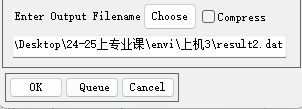 Enter Output Filename Choose Compress
\Desktop\24-25上专业课\envi\上机3\result2.dat
OK Queue Cancel